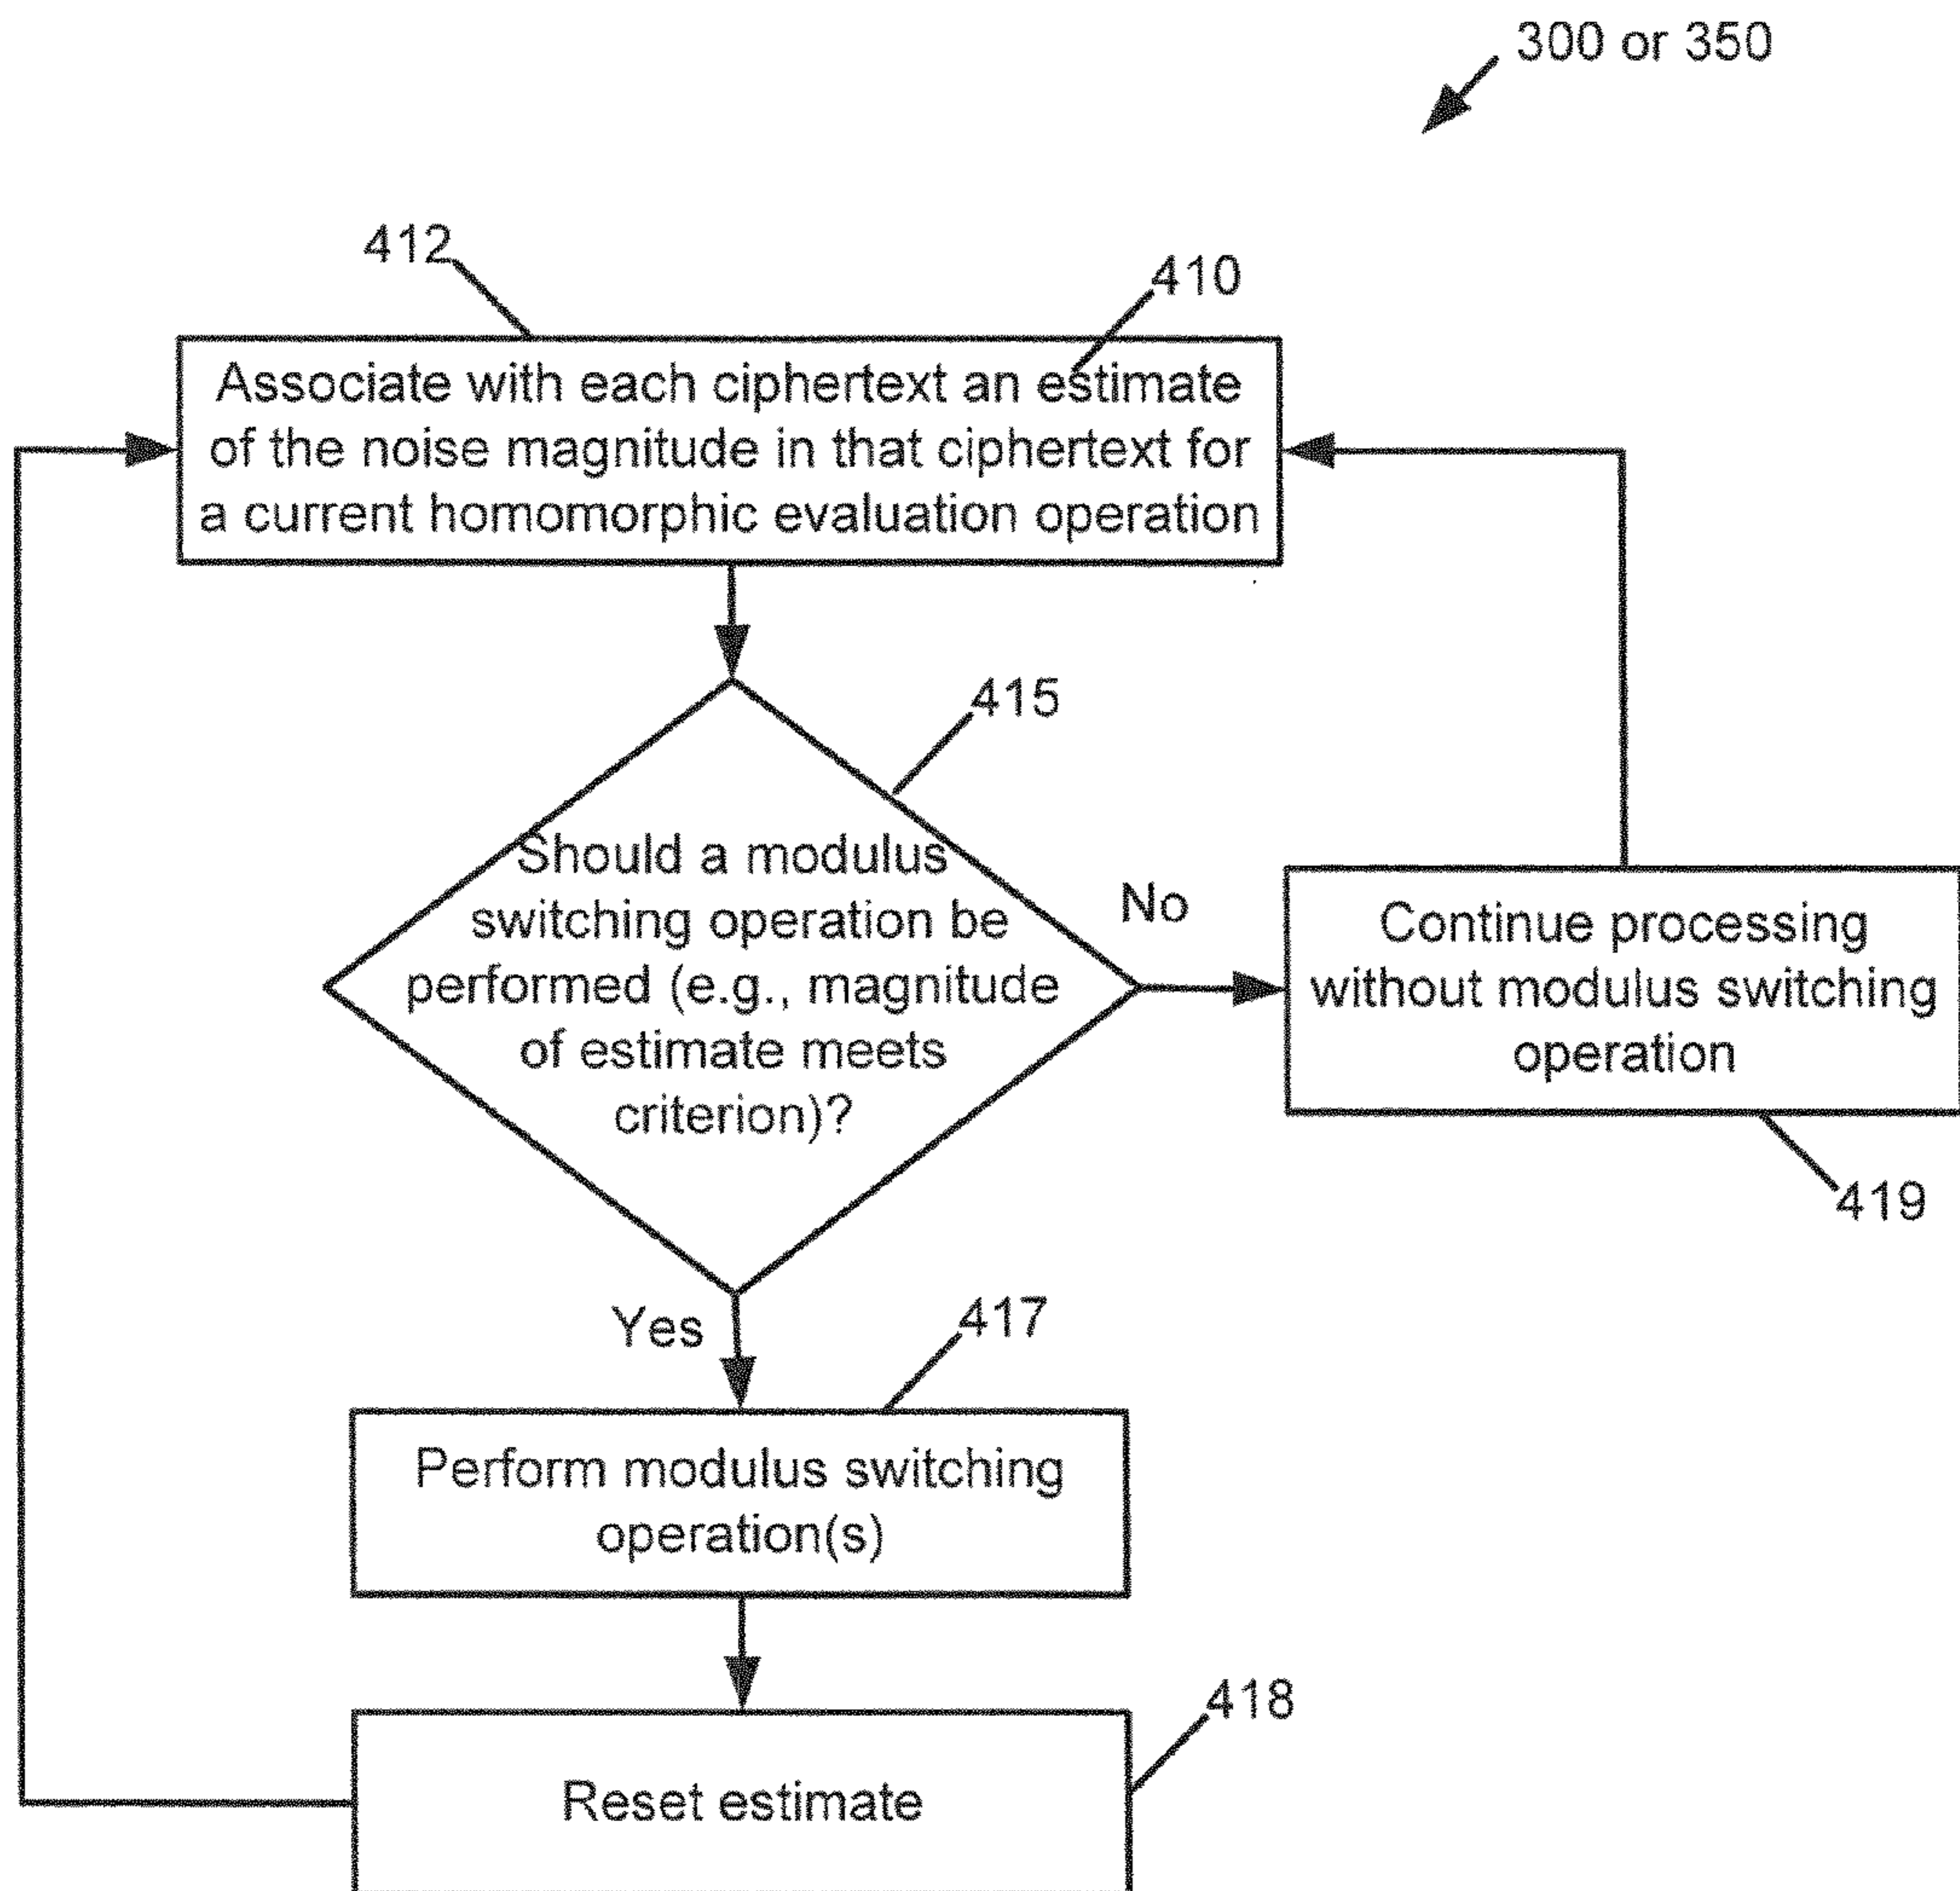 300 or 350
412
410
Associate with each ciphertext an estimate
of the noise magnitude in that ciphertext for
a current homomorphic evaluation operation
415
Should a modulus
switching operation be
performed (e.g., magnitude
of estimate meets
criterion)?
No
Continue processing
without modulus switching
operation
419
Yes
417
Perform modulus switching
operation(s)
418
Reset estimate